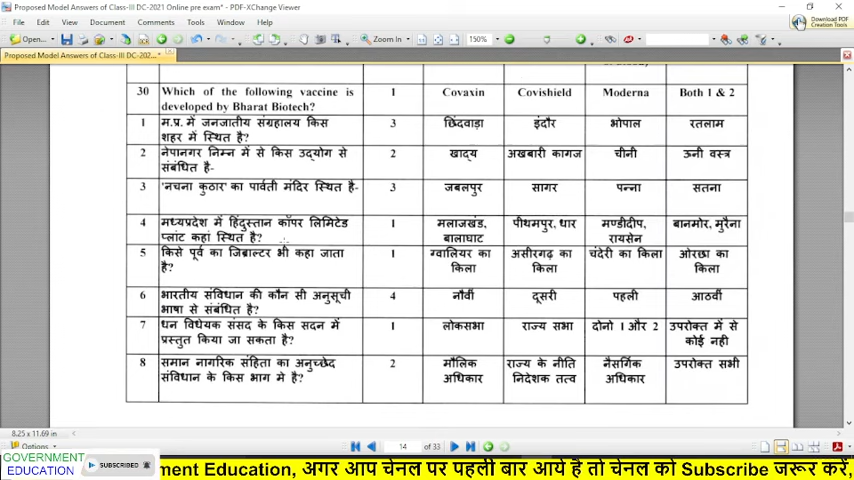 Proposed Model Answers of Class-III DC-2021 Online pre exam* - PDF-XChange Viewer
File Edit View Document Comments Tools Window Help
Download PDF
Creation Tools
Open... Zoom In 150%
Proposed Model Answers of Class-III DC-202...
30 Which of the following vaccine is developed by Bharat Biotech? 1 Covaxin Covishield Moderna Both 1 & 2
1 म.प्र. में जनजातीय संग्रहालय किस शहर में स्थित है? 3 छिंदवाड़ा इंदौर भोपाल रतलाम
2 नेपानगर निम्न में से किस उद्योग से संबंधित है- 2 खाद्य अखबारी कागज चीनी ऊनी वस्त्र
3 'नचना कुठार' का पार्वती मंदिर स्थित है- 3 जबलपुर सागर पन्ना सतना
4 मध्यप्रदेश में हिंदुस्तान कॉपर लिमिटेड प्लांट कहां स्थित है? 1 मलाजखंड, बालाघाट पीथमपुर, धार मण्डीदीप, रायसेन बानमोर, मुरैना
5 किसे पूर्व का जिब्राल्टर भी कहा जाता है? 1 ग्वालियर का किला असीरगढ़ का किला चंदेरी का किला ओरछा का किला
6 भारतीय संविधान की कौन सी अनुसूची भाषा से संबंधित है? 4 नौवीं दूसरी पहली आठवीं
7 धन विधेयक संसद के किस सदन में प्रस्तुत किया जा सकता है? 1 लोकसभा राज्य सभा दोनो 1 और 2 उपरोक्त में से कोई नही
8 समान नागरिक संहिता का अनुच्छेद संविधान के किस भाग मे है? 2 मौलिक अधिकार राज्य के नीति निदेशक तत्व नैसर्गिक अधिकार उपरोक्त सभी
8.25 x 11.69 in
Options 14 of 33
GOVERNMENT
EDUCATION
SUBSCRIBED
ment Education, अगर आप चेनल पर पहली बार आये है तो चेनल को Subscribe जरूर करें,